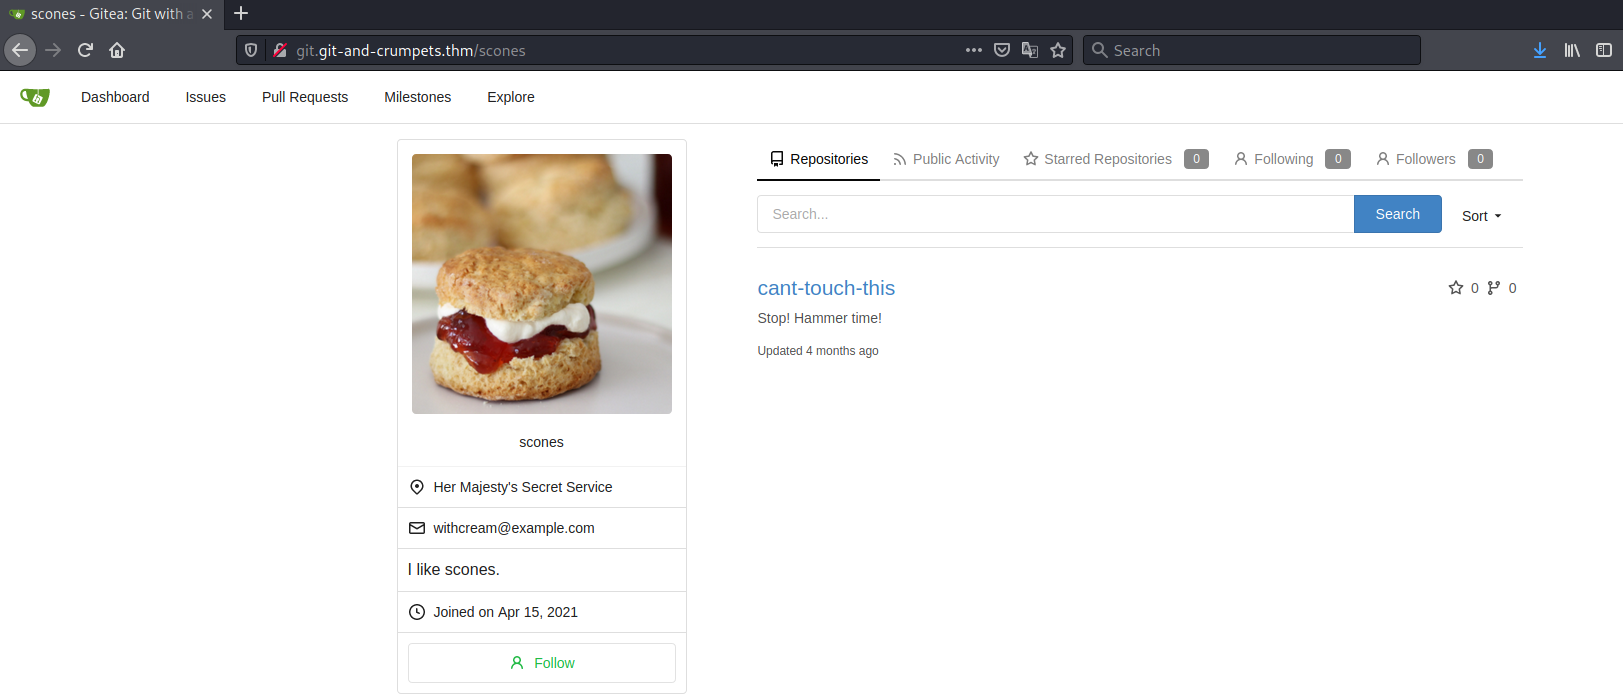 scones - Gitea: Git with a
git.git-and-crumpets.thm/scones
Search
Dashboard Issues Pull Requests Milestones Explore
Repositories Public Activity Starred Repositories 0 Following 0 Followers 0
Search... Search Sort
cant-touch-this 0 0
Stop! Hammer time!
Updated 4 months ago
scones
Her Majesty's Secret Service
withcream@example.com
I like scones.
Joined on Apr 15, 2021
Follow